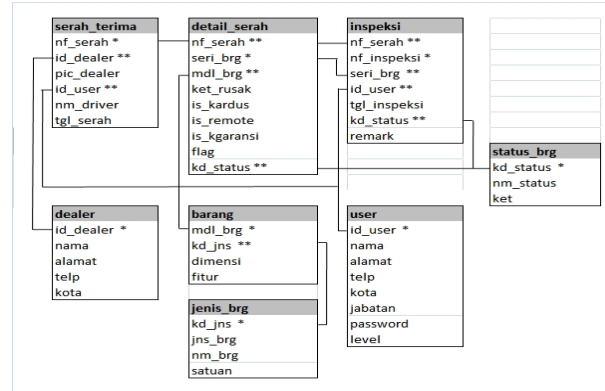 serah_terima
nf_serah *
id_dealer **
pic_dealer
id_user **
nm_driver
tgl_serah
detail_serah
nf_serah **
seri_brg *
mdl_brg **
ket_rusak
is_kardus
is_remote
is_kgaransi
flag
kd_status **
inspeksi
nf_serah **
nf_inspeksi *
seri_brg **
id_user **
tgl_inspeksi
kd_status **
remark
status_brg
kd_status *
nm_status
ket
dealer
id_dealer *
nama
alamat
telp
kota
barang
mdl_brg *
kd_jns **
dimensi
fitur
user
id_user *
nama
alamat
telp
kota
jabatan
password
level
jenis_brg
kd_jns *
jns_brg
nm_brg
satuan